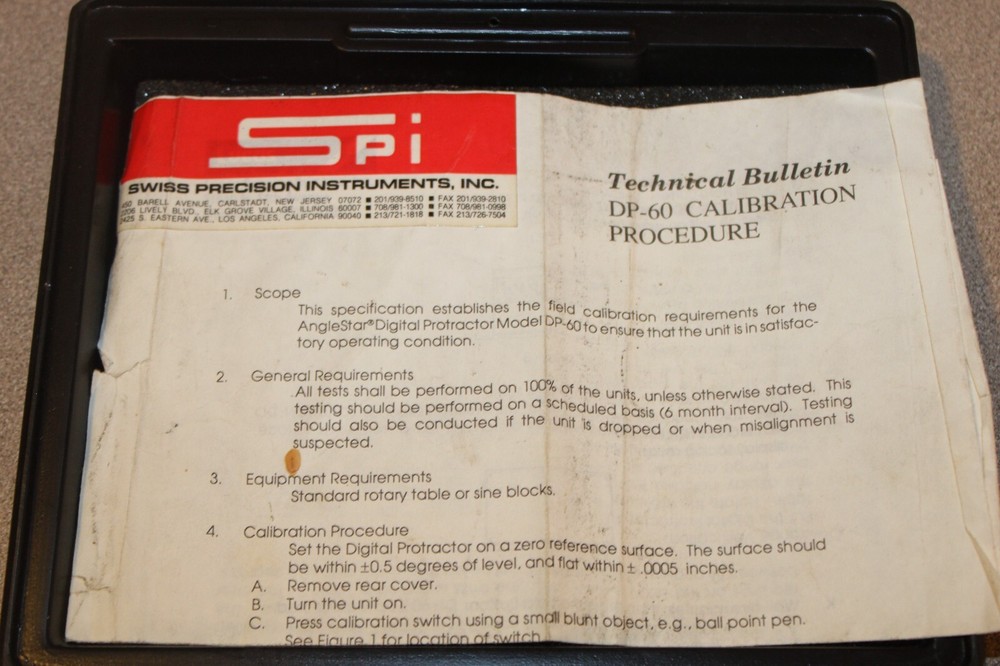 SPi
SWISS PRECISION INSTRUMENTS, INC.
BARELL AVENUE, CARLSTADT, NEW JERSEY 07072 ■ 201/939-8510 ■ FAX 201/939-2810
LIVELY BLVD., ELK GROVE VILLAGE, ILLINOIS 60007 ■ 708/981-1300 ■ FAX 708/981-0998
S. EASTERN AVE., LOS ANGELES, CALIFORNIA 90040 ■ 213/721-1818 ■ FAX 213/726-7504
Technical Bulletin
DP-60 CALIBRATION
PROCEDURE
1. Scope
This specification establishes the field calibration requirements for the
AngleStar® Digital Protractor Model DP-60 to ensure that the unit is in satisfac-
tory operating condition.
2. General Requirements
All tests shall be performed on 100% of the units, unless otherwise stated. This
testing should be performed on a scheduled basis (6 month interval). Testing
should also be conducted if the unit is dropped or when misalignment is
suspected.
3. Equipment Requirements
Standard rotary table or sine blocks.
4. Calibration Procedure
Set the Digital Protractor on a zero reference surface. The surface should
be within ±0.5 degrees of level, and flat within ± .0005 inches.
A. Remove rear cover.
B. Turn the unit on.
C. Press calibration switch using a small blunt object, e.g., ball point pen.
See Figure 1 for location of switch